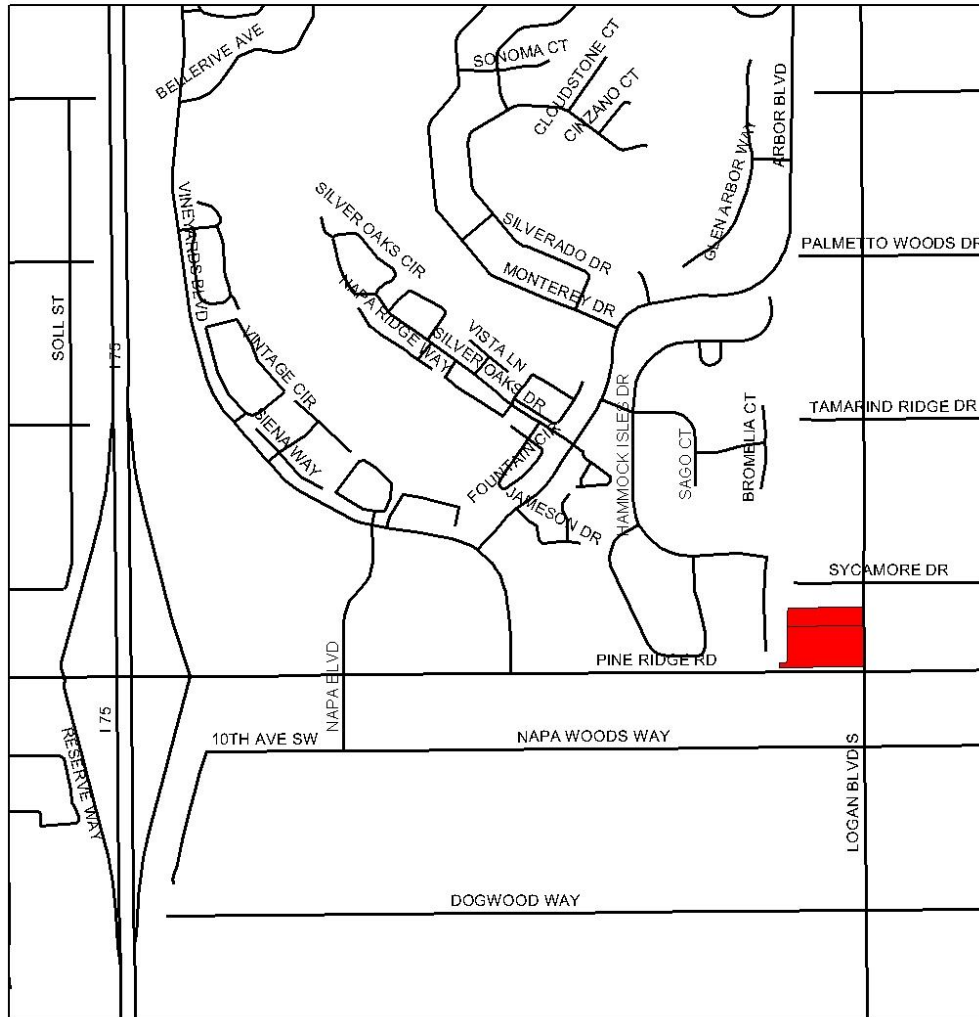 BELLERIVE AVE
SONOMA CT
CLOUDSTONE CT
CINZANO CT
ARBOR BLVD
GLEN ARBOR WAY
VINEYARDS BLVD
SILVER OAKS CIR
SILVERADO DR
PALMETTO WOODS DR
MONTEREY DR
SOLL ST
I 75
NAPA RIDGE WAY
VISTA LN
SILVER OAKS DR
VINTAGE CIR
HAMMOCK ISLES DR
TAMARIND RIDGE DR
BROMELIA CT
SAGO CT
SIENA WAY
FOUNTAIN CIR
JAMESON DR
SYCAMORE DR
PINE RIDGE RD
NAPA BLVD
I 75
RESERVE WAY
10TH AVE SW
NAPA WOODS WAY
LOGAN BLVD S
DOGWOOD WAY